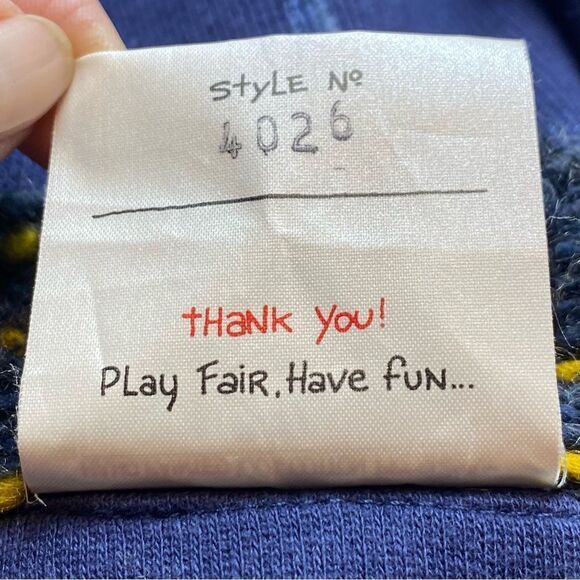 StyLE Nº
4026
tHaNk you!
PLay FaiR, Have fUN...